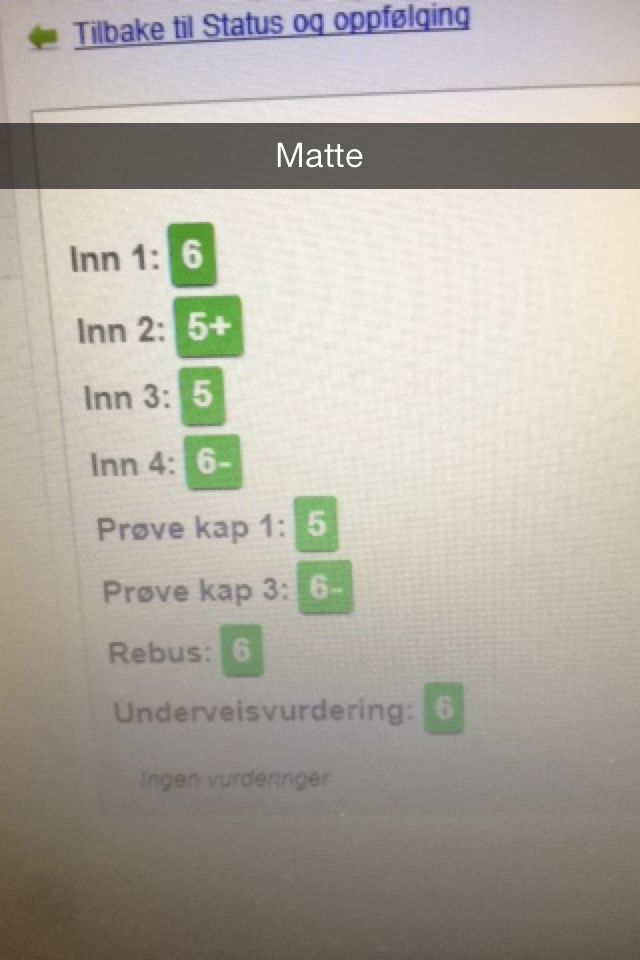 Tilbake til Status og oppfølging
Matte
Inn 1: 6
Inn 2: 5+
Inn 3: 5
Inn 4: 6-
Prøve kap 1: 5
Prøve kap 3: 6-
Rebus: 6
Underveisvurdering: 6
Ingen vurderinger